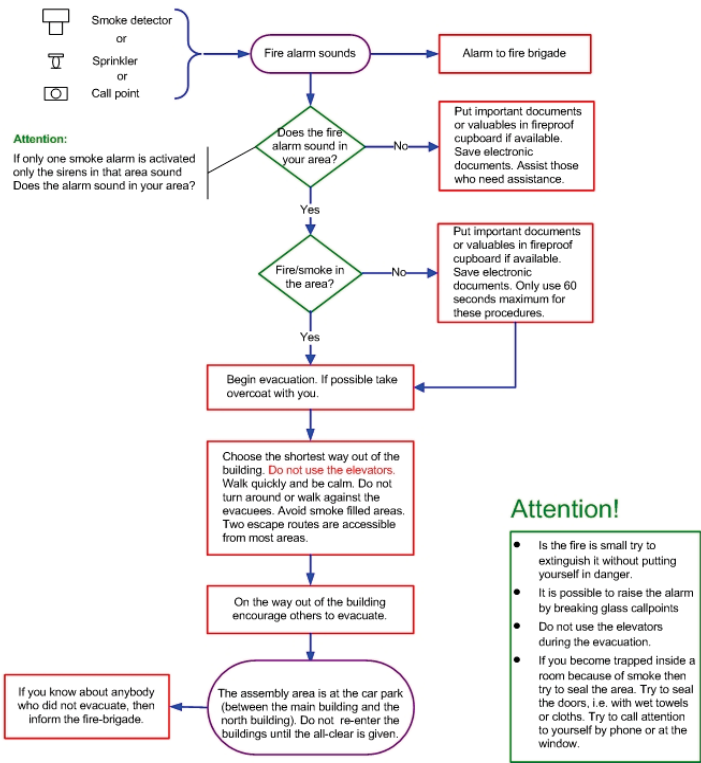 Smoke detector
or
Sprinkler
or
Call point
Fire alarm sounds
Alarm to fire brigade
Attention:
If only one smoke alarm is activated
only the sirens in that area sound
Does the alarm sound in your area?
Does the fire
alarm sound in
your area?
No
Put important documents
or valuables in fireproof
cupboard if available.
Save electronic
documents. Assist those
who need assistance.
Yes
Fire/smoke in
the area?
No
Put important documents
or valuables in fireproof
cupboard if available.
Save electronic
documents. Only use 60
seconds maximum for
these procedures.
Yes
Begin evacuation. If possible take
overcoat with you.
Choose the shortest way out of the
building. Do not use the elevators.
Walk quickly and be calm. Do not
turn around or walk against the
evacuees. Avoid smoke filled areas.
Two escape routes are accessible
from most areas.
On the way out of the building
encourage others to evacuate.
The assembly area is at the car park
(between the main building and the
north building). Do not re-enter the
buildings until the all-clear is given.
If you know about anybody
who did not evacuate, then
inform the fire-brigade.
Attention!
• Is the fire is small try to
extinguish it without putting
yourself in danger.
• It is possible to raise the alarm
by breaking glass callpoints
• Do not use the elevators
during the evacuation.
• If you become trapped inside a
room because of smoke then
try to seal the area. Try to seal
the doors, i.e. with wet towels
or cloths. Try to call attention
to yourself by phone or at the
window.